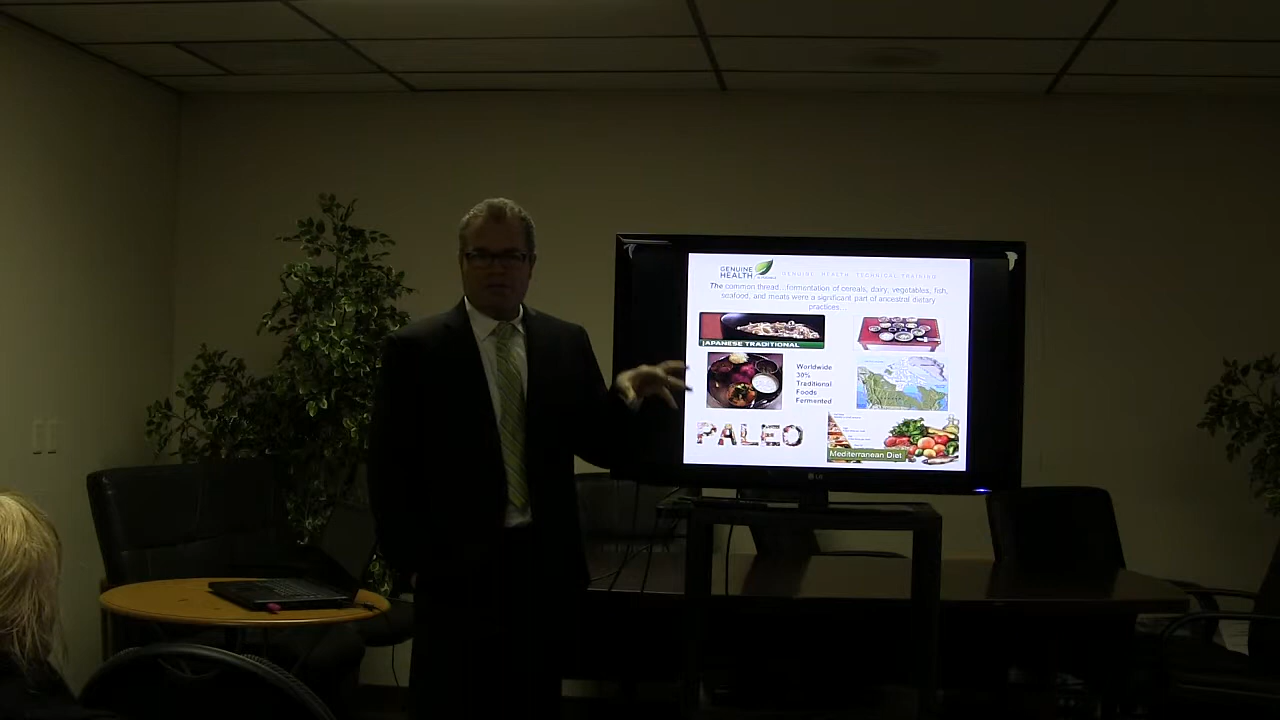 GENUINE
HEALTH
GENUINE HEALTH TECHNICAL TRAINING
The common thread...fermentation of cereals, dairy, vegetables, fish,
seafood, and meats were a significant part of ancestral dietary
practices...
JAPANESE TRADITIONAL
Worldwide
30%
Traditional
Foods
Fermented
PALEO
Mediterranean Diet
LG